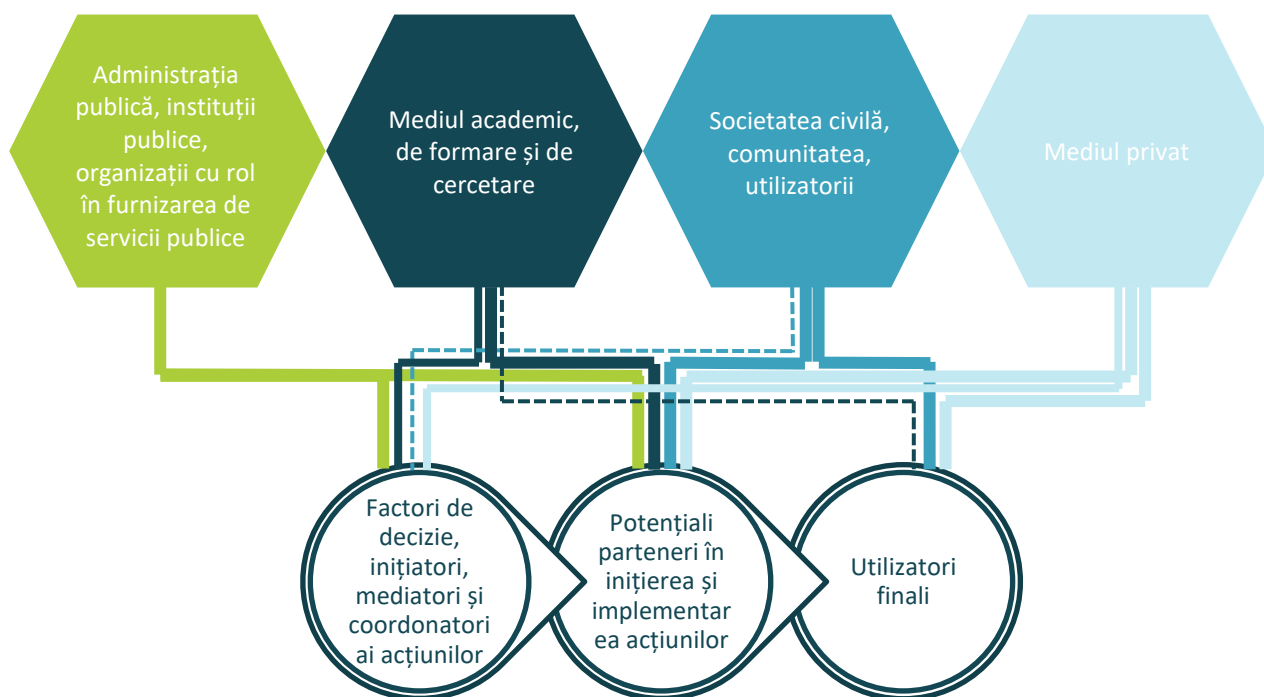 Administrația
publică, instituții
publice,
organizații cu rol
în furnizarea de
servicii publice
Mediul academic,
de formare și de
cercetare
Societatea civilă,
comunitatea,
utilizatorii
Mediul privat
Factori de
decizie,
inițiatori,
mediatori și
coordonatori
ai acțiunilor
Potențiali
parteneri în
inițierea și
implementar
ea acțiunilor
Utilizatori
finali